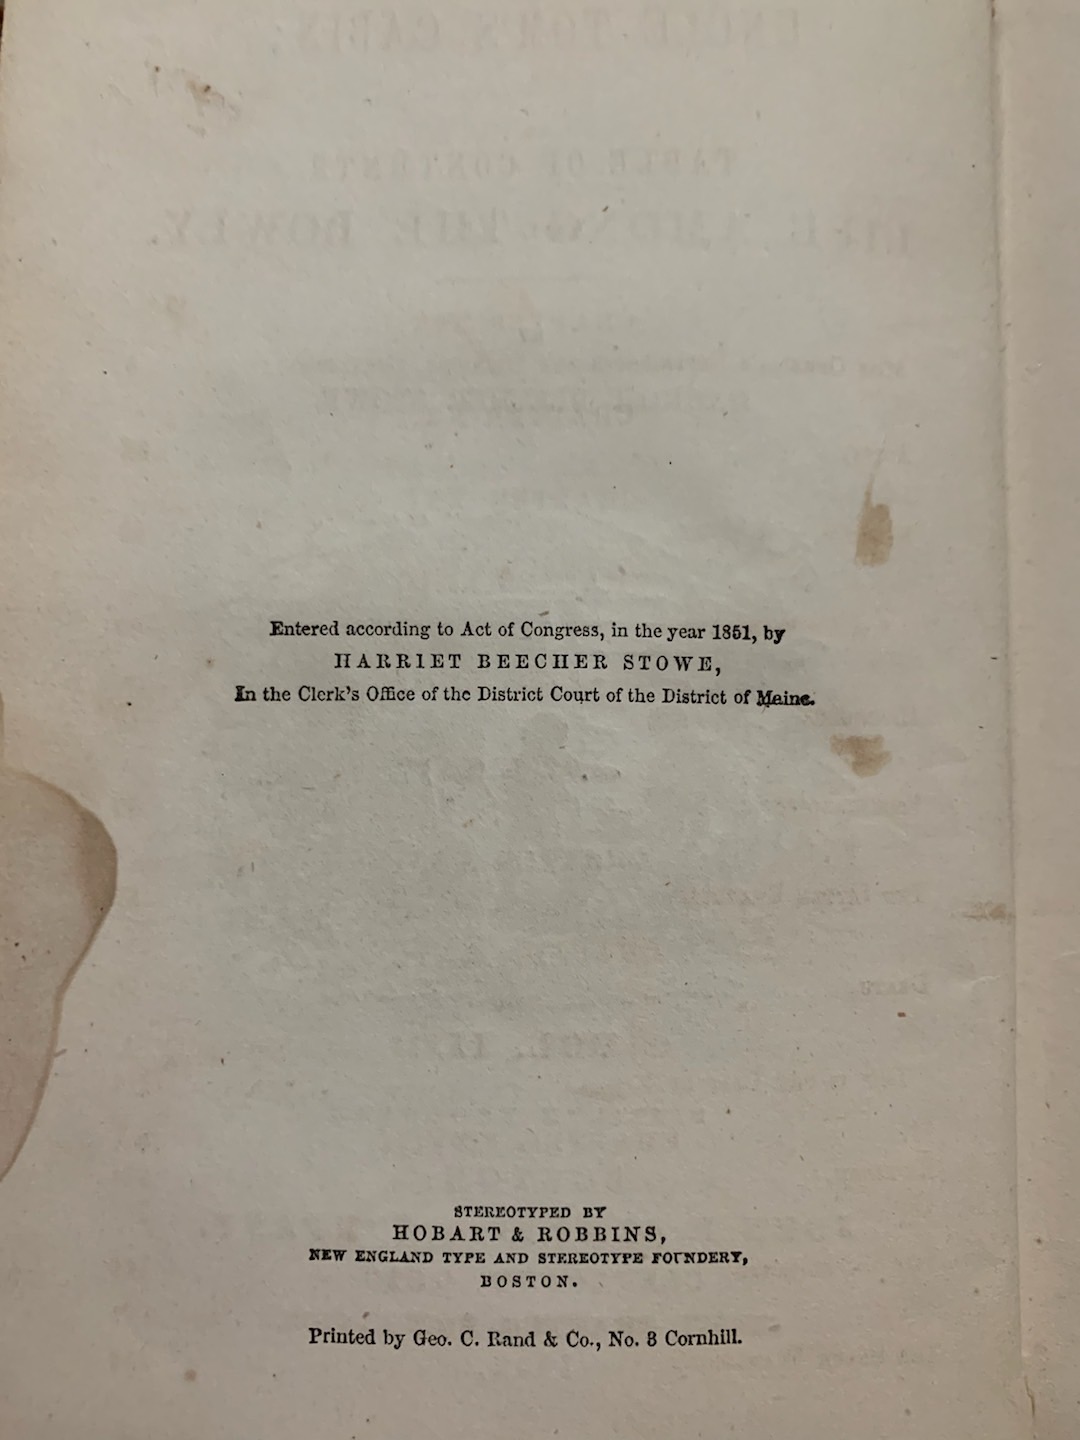 Entered according to Act of Congress, in the year 1851, by
HARRIET BEECHER STOWE,
In the Clerk's Office of the District Court of the District of Maine.
STEREOTYPED BY
HOBART & ROBBINS,
NEW ENGLAND TYPE AND STEREOTYPE FOUNDERY,
BOSTON.
Printed by Geo. C. Rand & Co., No. 3 Cornhill.